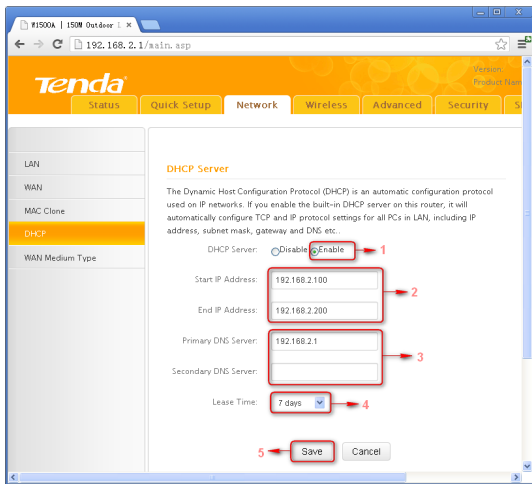 W1500A | 150M Outdoor
192.168.2.1/main.asp
Tenda
Version:
Product Nam
Status Quick Setup Network Wireless Advanced Security
LAN
WAN
MAC Clone
DHCP
WAN Medium Type
DHCP Server
The Dynamic Host Configuration Protocol (DHCP) is an automatic configuration protocol
used on IP networks. If you enable the built-in DHCP server on this router, it will
automatically configure TCP and IP protocol settings for all PCs in LAN, including IP
address, subnet mask, gateway and DNS etc..
DHCP Server: Disable Enable 1
Start IP Address: 192.168.2.100
2
End IP Address: 192.168.2.200
Primary DNS Server: 192.168.2.1
3
Secondary DNS Server:
Lease Time: 7 days 4
5 Save Cancel